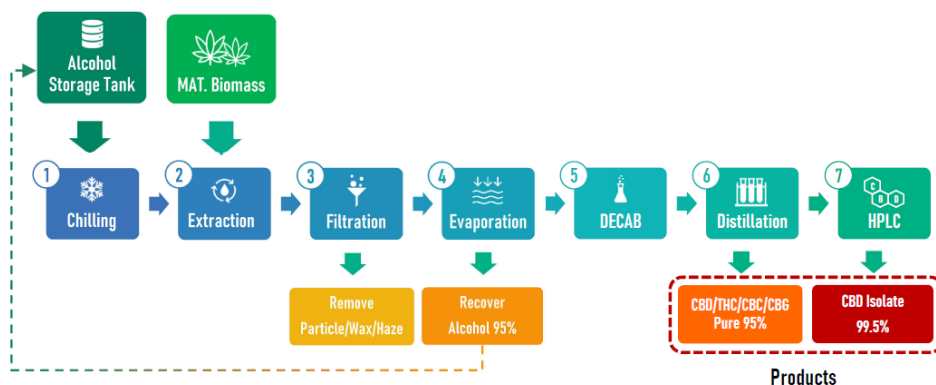 Alcohol
Storage Tank
MAT. Biomass
1
Chilling
2
Extraction
3
Filtration
4
Evaporation
5
DECAB
6
Distillation
7
C
B
D
HPLC
Remove
Particle/Wax/Haze
Recover
Alcohol 95%
CBD/THC/CBC/CBG
Pure 95%
CBD Isolate
99.5%
Products